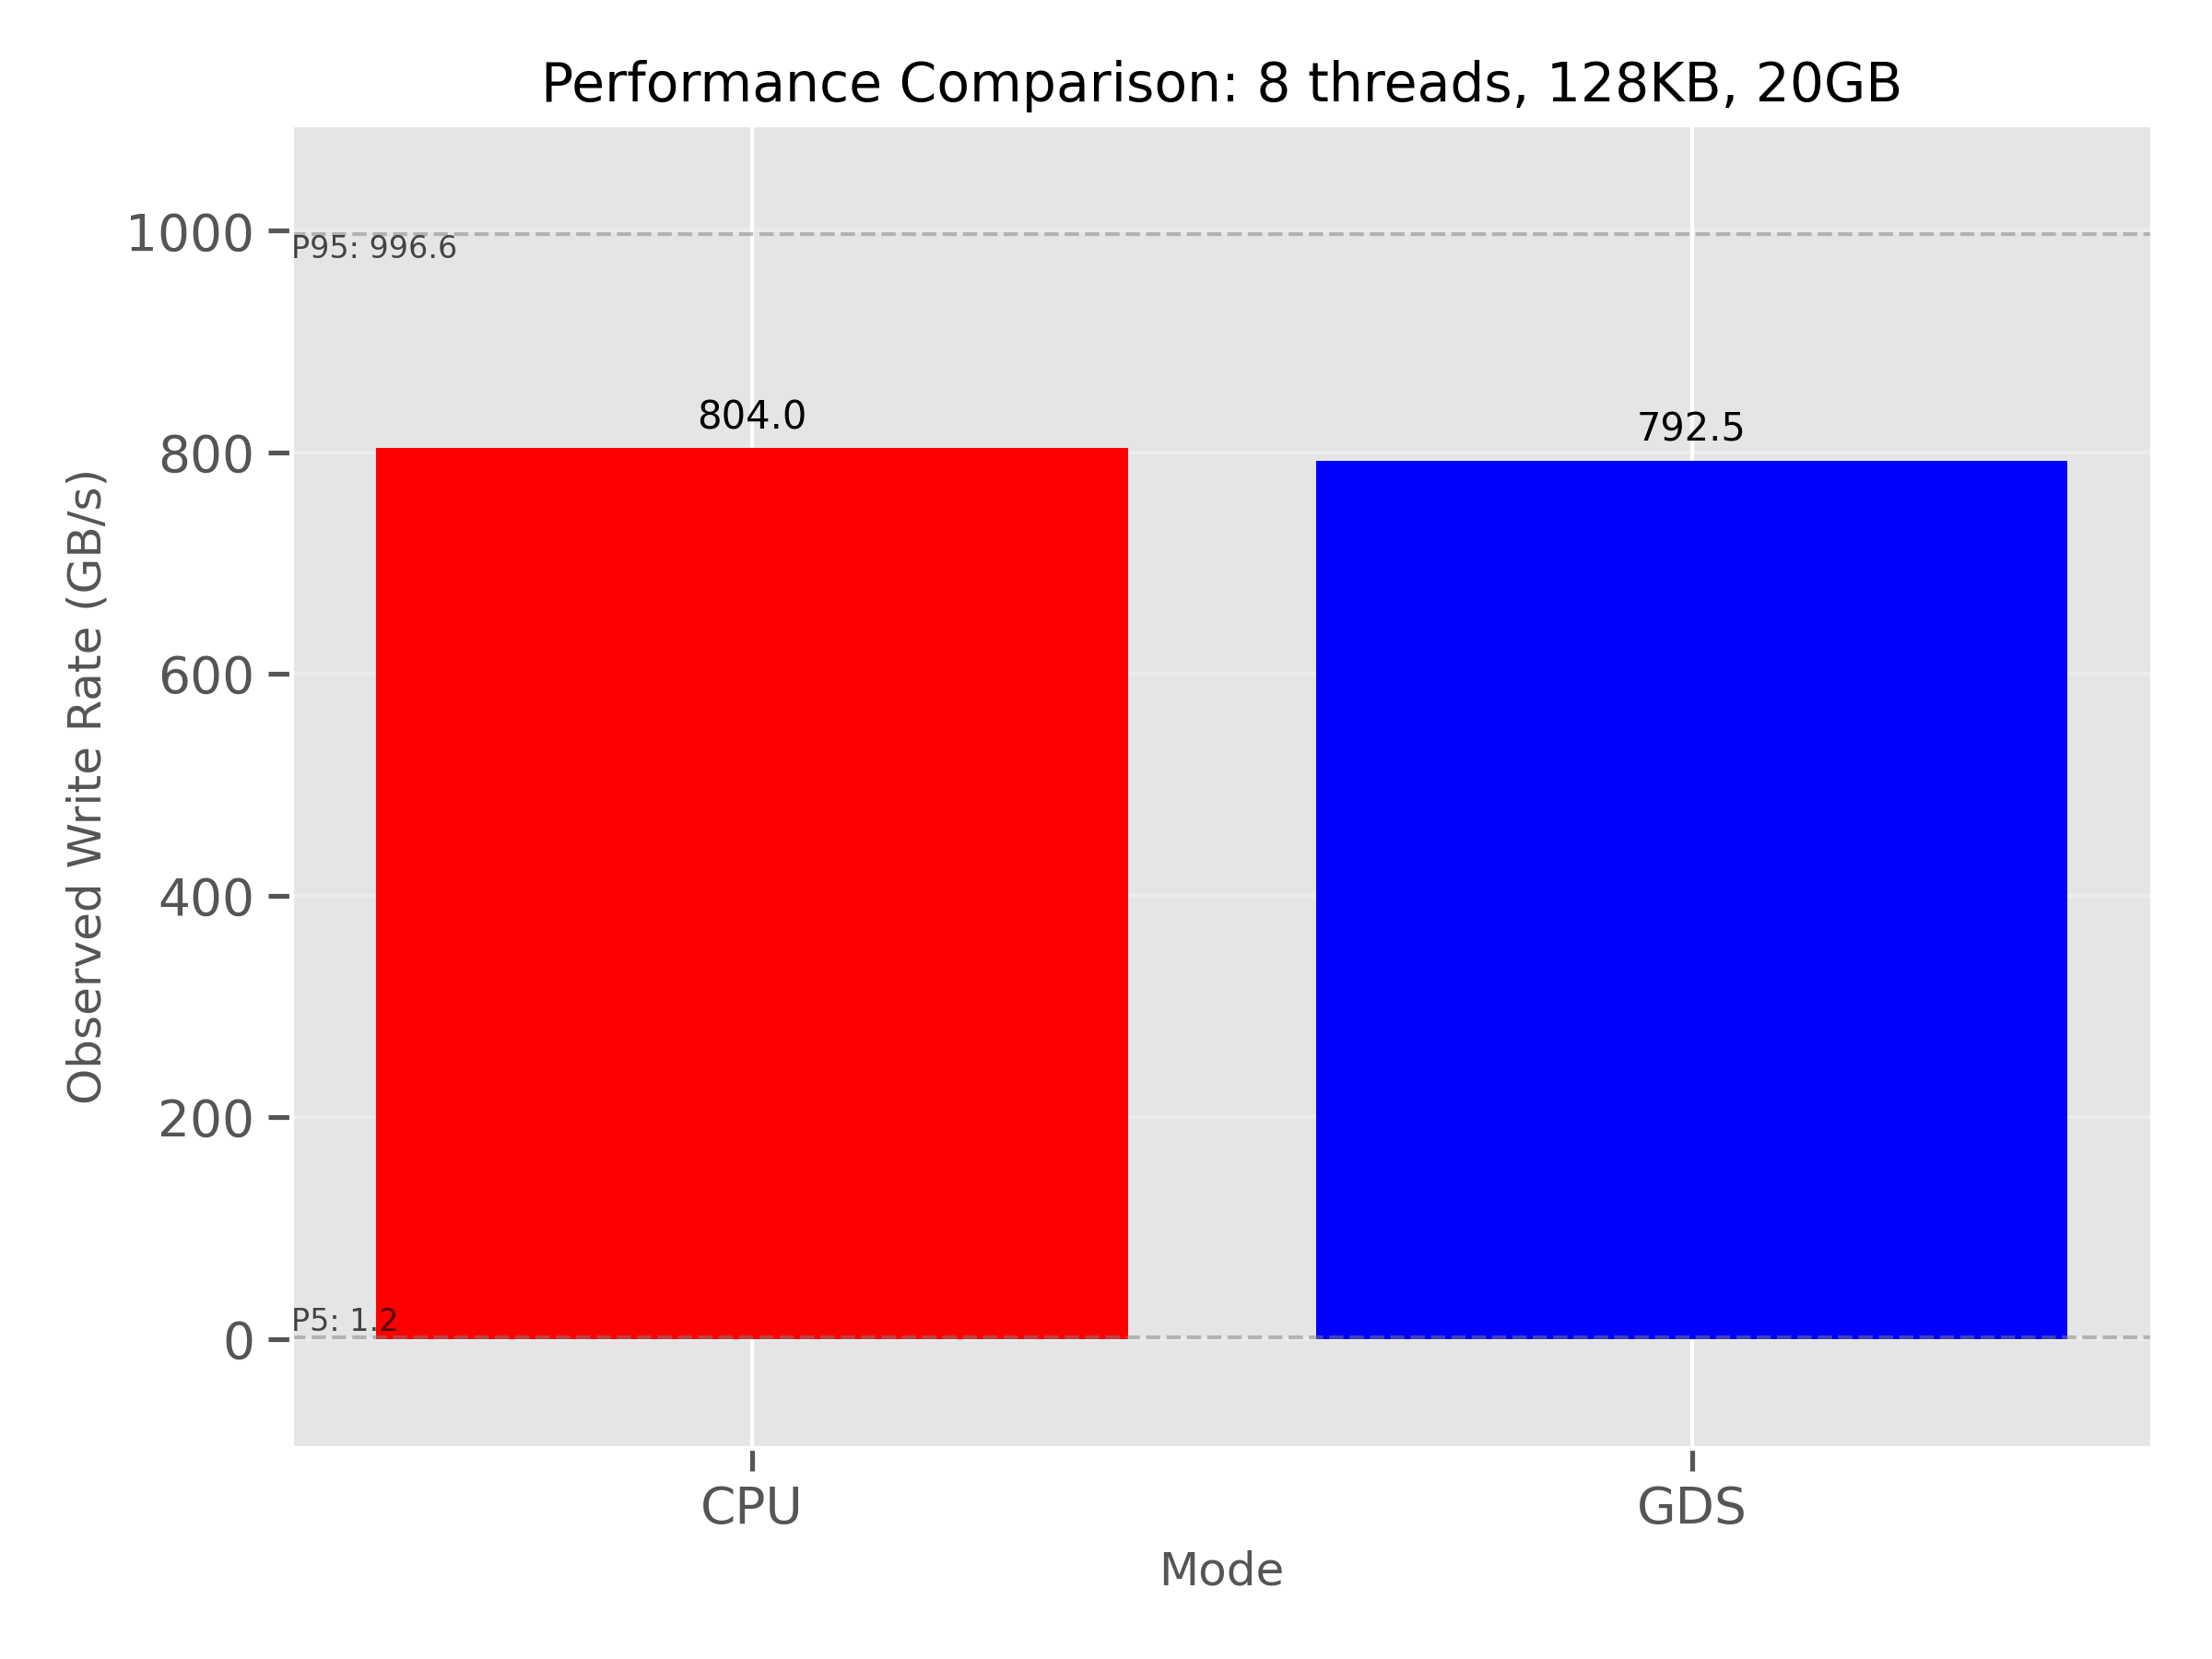 Performance Comparison: 8 threads, 128KB, 20GB
Observed Write Rate (GB/s)
1000
P95: 996.6
804.0
792.5
800
600
400
200
P5: 1.2
0
CPU
GDS
Mode